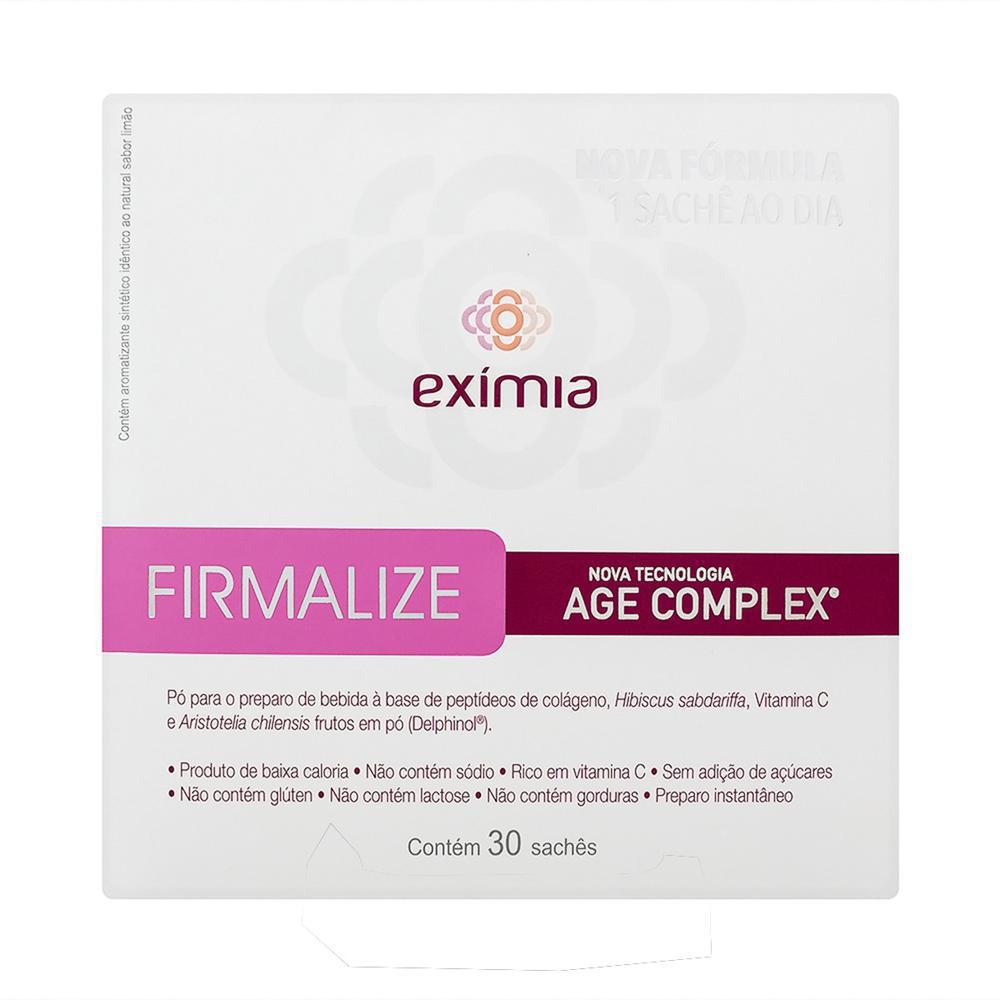 Contém aromatizante sintético idêntico ao natural sabor limão
NOVA FÓRMULA
1 SACHÊ AO DIA
exímia
FIRMALIZE
NOVA TECNOLOGIA
AGE COMPLEX®
Pó para o preparo de bebida à base de peptídeos de colágeno, Hibiscus sabdariffa, Vitamina C
e Aristotelia chilensis frutos em pó (Delphinol®).
• Produto de baixa caloria • Não contém sódio • Rico em vitamina C • Sem adição de açúcares
• Não contém glúten • Não contém lactose • Não contém gorduras • Preparo instantâneo
Contém 30 sachês